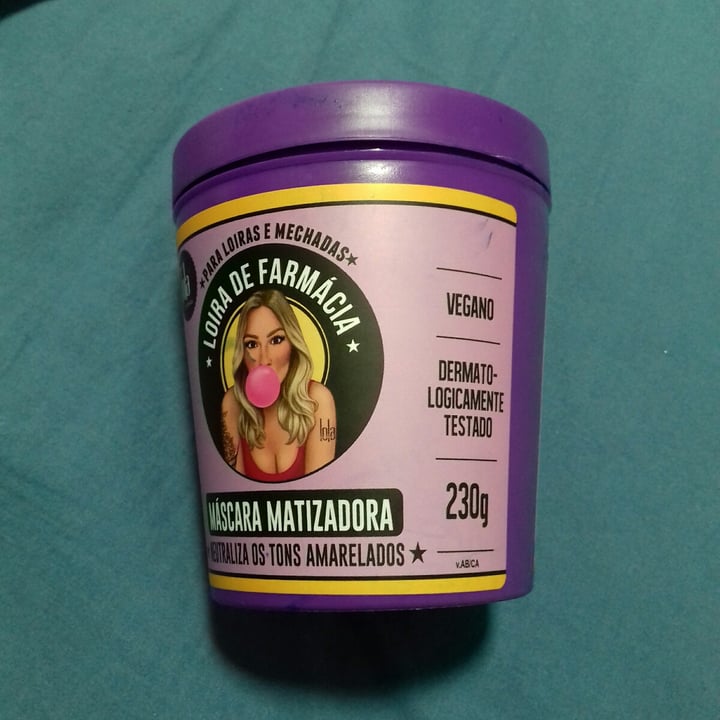 ★PARA LOIRAS E MECHADAS★
★ LOIRA DE FARMÁCIA ★
lola
MÁSCARA MATIZADORA
NEUTRALIZA OS TONS AMARELADOS ★
VEGANO
DERMATO-
LOGICAMENTE
TESTADO
230g
V.AB/CA